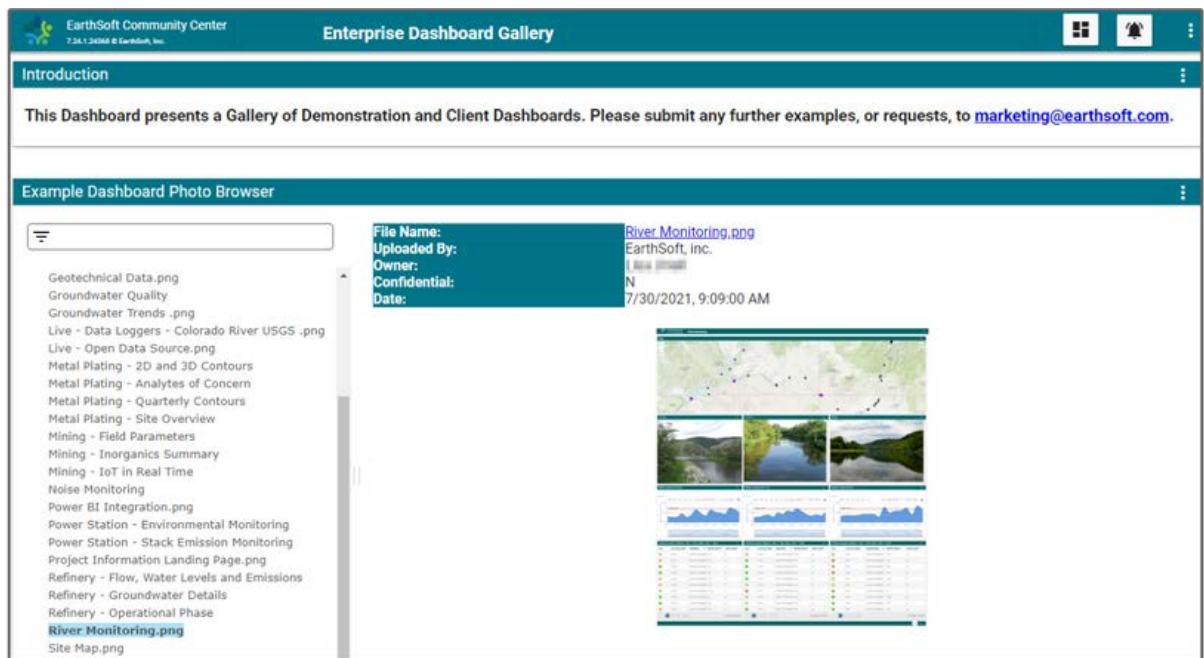 EarthSoft Community Center
7.24.1.24268 © EarthSoft, Inc.
Enterprise Dashboard Gallery
Introduction
This Dashboard presents a Gallery of Demonstration and Client Dashboards. Please submit any further examples, or requests, to marketing@earthsoft.com.
Example Dashboard Photo Browser
File Name: River Monitoring.png
Uploaded By: EarthSoft, inc.
Owner:
Confidential: N
Date: 7/30/2021, 9:09:00 AM
Geotechnical Data.png
Groundwater Quality
Groundwater Trends .png
Live - Data Loggers - Colorado River USGS .png
Live - Open Data Source.png
Metal Plating - 2D and 3D Contours
Metal Plating - Analytes of Concern
Metal Plating - Quarterly Contours
Metal Plating - Site Overview
Mining - Field Parameters
Mining - Inorganics Summary
Mining - IoT in Real Time
Noise Monitoring
Power BI Integration.png
Power Station - Environmental Monitoring
Power Station - Stack Emission Monitoring
Project Information Landing Page.png
Refinery - Flow, Water Levels and Emissions
Refinery - Groundwater Details
Refinery - Operational Phase
River Monitoring.png
Site Map.png